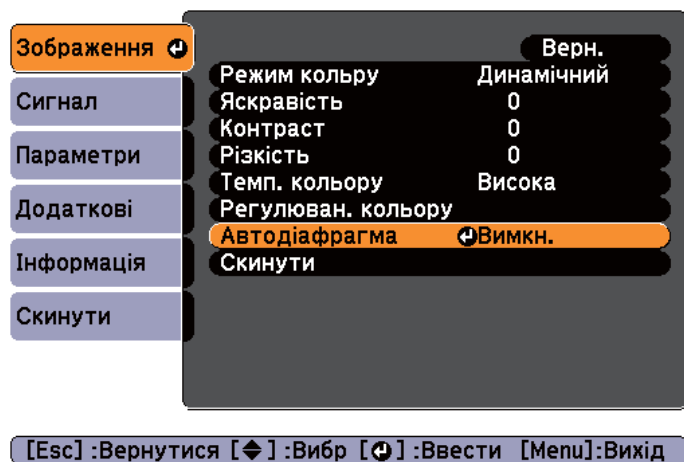 Зображення
Сигнал
Параметри
Додаткові
Інформація
Скинути
Верн.
Режим кольру Динамічний
Яскравість 0
Контраст 0
Різкість 0
Темп. кольору Висока
Регулюван. кольору
Автодіафрагма Вимкн.
Скинути
[Esc] :Вернутися [◆] :Вибр [⏎] :Ввести [Menu]:Вихід